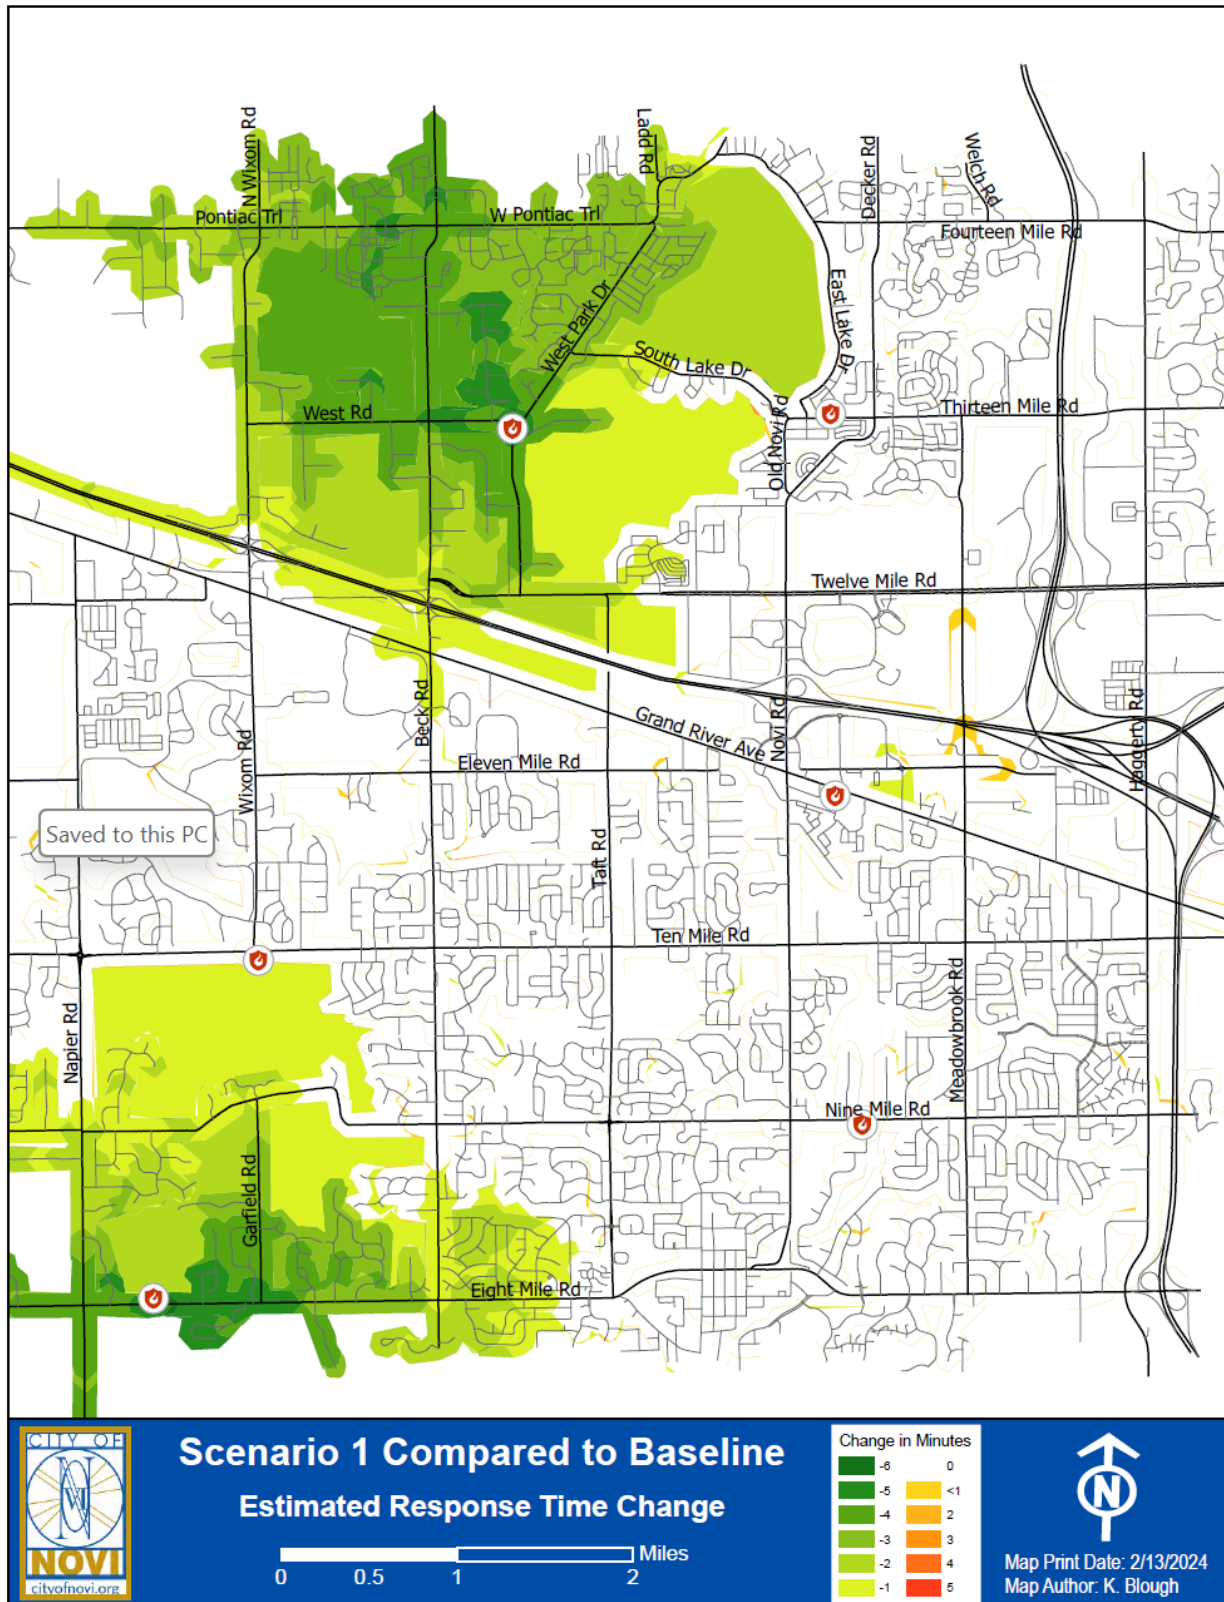 N Wixom Rd
Ladd Rd
Decker Rd
Welch Rd
Pontiac Trl
W Pontiac Trl
Fourteen Mile Rd
West Park Dr
East Lake Dr
South Lake Dr
West Rd
Old Novi Rd
Thirteen Mile Rd
Twelve Mile Rd
Beck Rd
Grand River Ave
Novi Rd
Haggerty Rd
Wixom Rd
Eleven Mile Rd
Saved to this PC
Taft Rd
Ten Mile Rd
Napier Rd
Meadowbrook Rd
Nine Mile Rd
Garfield Rd
Eight Mile Rd
CITY OF
NOVI
cityofnovi.org
Scenario 1 Compared to Baseline
Estimated Response Time Change
Miles
0 0.5 1 2
Change in Minutes
-6 0
-5 <1
-4 2
-3 3
-2 4
-1 5
N
Map Print Date: 2/13/2024
Map Author: K. Blough